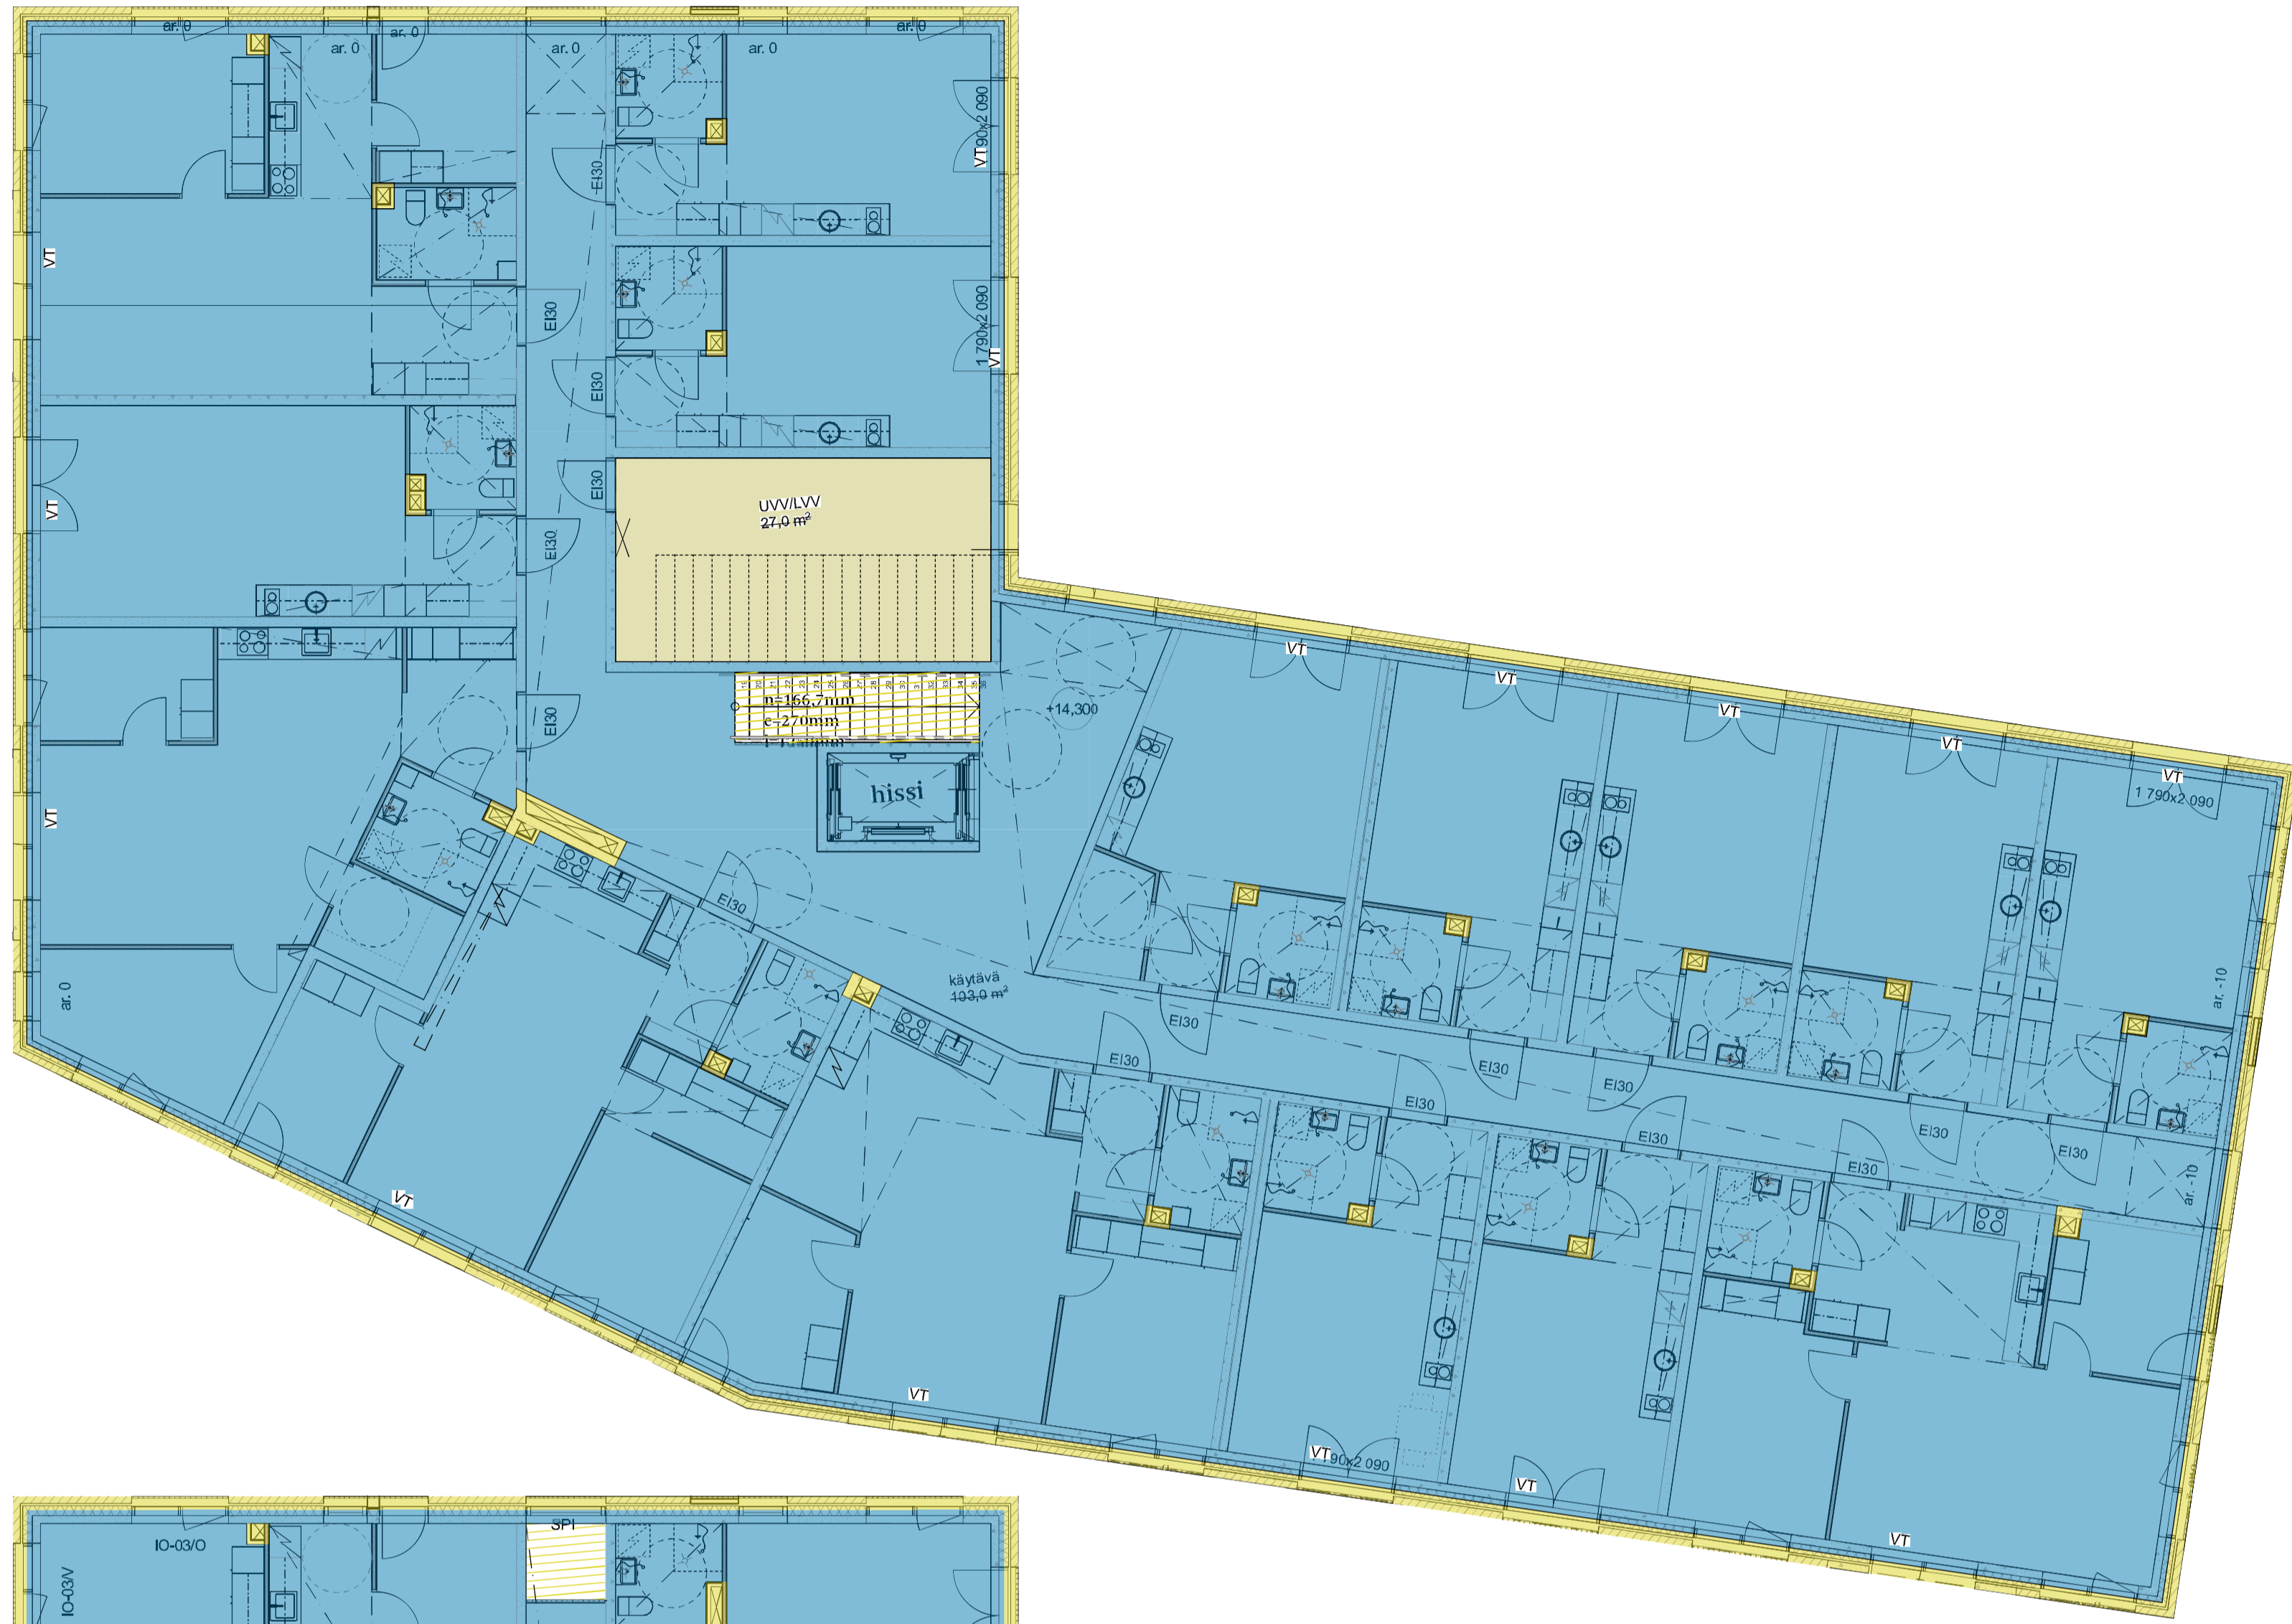 ar. 0
ar. 0
ar. 0
ar. 0
ar. 0
ar. 0
1 790x2 090
VT
EI30
VT
EI30
1 790x2 090
VT
EI30
EI30
UVV/LVV
27,0 m²
VT
EI30
EI30
n=166,7mm
e=270mm
+14,300
hissi
VT
VT
VT
VT
VT
VT
1 790x2 090
EI30
käytävä
103,0 m²
ar. 0
ar. -10
EI30
EI30
EI30
EI30
EI30
EI30
EI30
EI30
EI30
ar. -10
VT
VT
VT
90x2 090
VT
VT
SPI
IO-03/O
IO-03/V